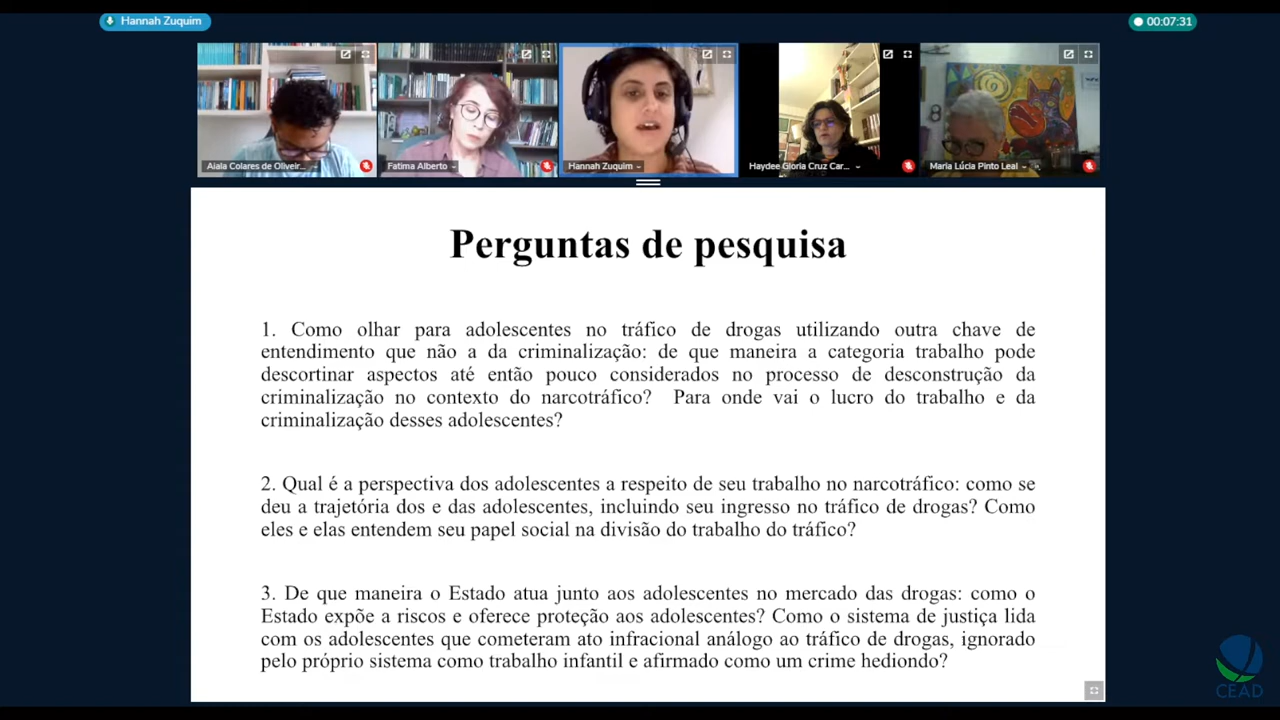 Hannah Zuquim
00:07:31
Aiala Colares de Oliveir...
Fatima Alberto
Hannah Zuquim
Haydee Gloria Cruz Car...
Maria Lúcia Pinto Leal
Perguntas de pesquisa
1. Como olhar para adolescentes no tráfico de drogas utilizando outra chave de
entendimento que não a da criminalização: de que maneira a categoria trabalho pode
descortinar aspectos até então pouco considerados no processo de desconstrução da
criminalização no contexto do narcotráfico? Para onde vai o lucro do trabalho e da
criminalização desses adolescentes?
2. Qual é a perspectiva dos adolescentes a respeito de seu trabalho no narcotráfico: como se
deu a trajetória dos e das adolescentes, incluindo seu ingresso no tráfico de drogas? Como
eles e elas entendem seu papel social na divisão do trabalho do tráfico?
3. De que maneira o Estado atua junto aos adolescentes no mercado das drogas: como o
Estado expõe a riscos e oferece proteção aos adolescentes? Como o sistema de justiça lida
com os adolescentes que cometeram ato infracional análogo ao tráfico de drogas, ignorado
pelo próprio sistema como trabalho infantil e afirmado como um crime hediondo?
CEAD